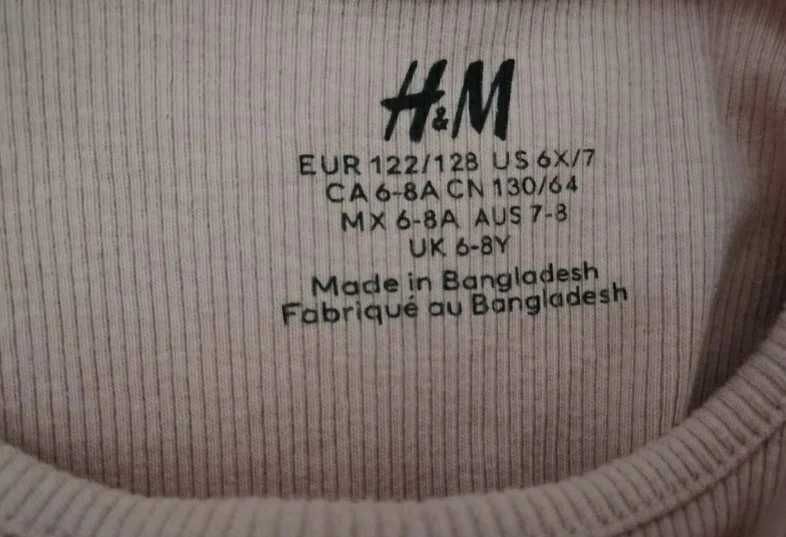 H&M
EUR 122/128 US 6X/7
CA 6-8A CN 130/64
MX 6-8A AUS 7-8
UK 6-8Y
Made in Bangladesh
Fabriqué au Bangladesh